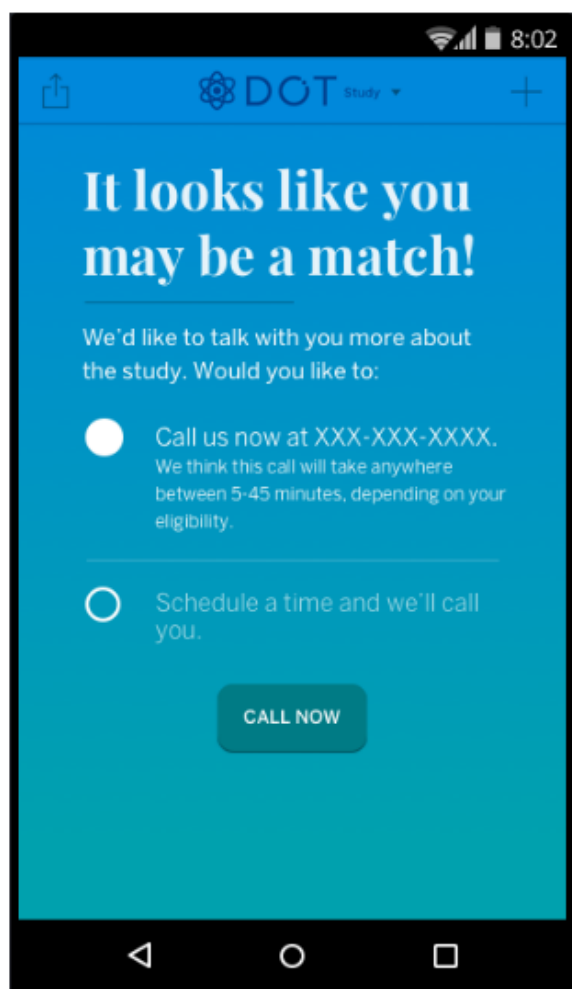 8:02
DOT Study
It looks like you
may be a match!
We'd like to talk with you more about
the study. Would you like to:
Call us now at XXX-XXX-XXXX.
We think this call will take anywhere
between 5-45 minutes, depending on your
eligibility.
Schedule a time and we'll call
you.
CALL NOW